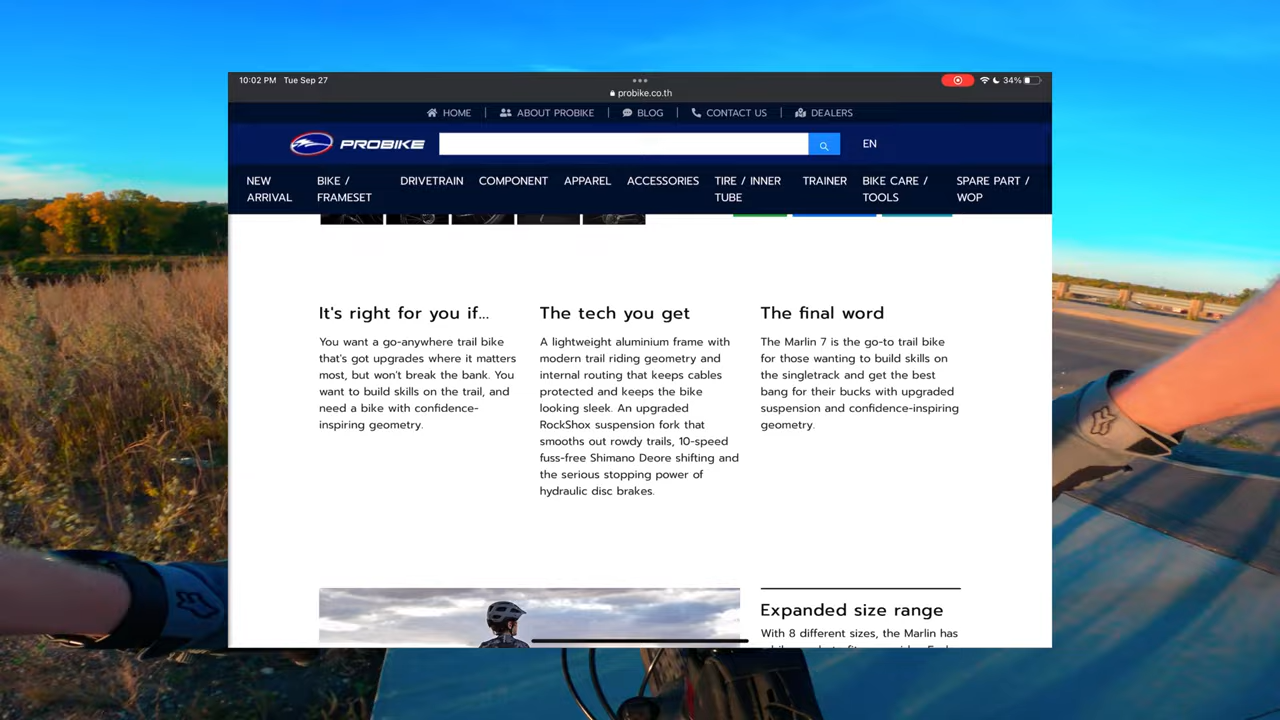 10:02 PM Tue Sep 27
34%
probike.co.th
HOME
ABOUT PROBIKE
BLOG
CONTACT US
DEALERS
PROBIKE
EN
NEW ARRIVAL
BIKE / FRAMESET
DRIVETRAIN
COMPONENT
APPAREL
ACCESSORIES
TIRE / INNER TUBE
TRAINER
BIKE CARE / TOOLS
SPARE PART / WOP
It's right for you if...
You want a go-anywhere trail bike
that's got upgrades where it matters
most, but won't break the bank. You
want to build skills on the trail, and
need a bike with confidence-
inspiring geometry.
The tech you get
A lightweight aluminium frame with
modern trail riding geometry and
internal routing that keeps cables
protected and keeps the bike
looking sleek. An upgraded
RockShox suspension fork that
smooths out rowdy trails, 10-speed
fuss-free Shimano Deore shifting and
the serious stopping power of
hydraulic disc brakes.
The final word
The Marlin 7 is the go-to trail bike
for those wanting to build skills on
the singletrack and get the best
bang for their bucks with upgraded
suspension and confidence-inspiring
geometry.
Expanded size range
With 8 different sizes, the Marlin has